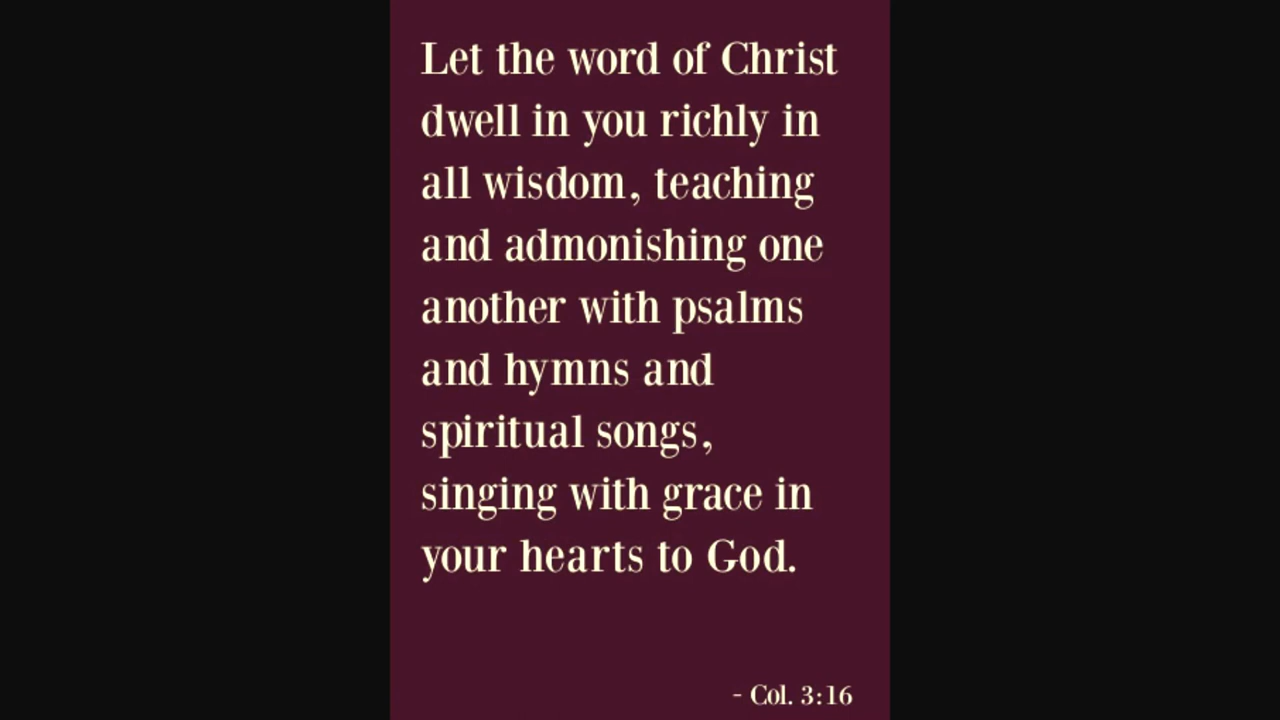 Let the word of Christ
dwell in you richly in
all wisdom, teaching
and admonishing one
another with psalms
and hymns and
spiritual songs,
singing with grace in
your hearts to God.
- Col. 3:16